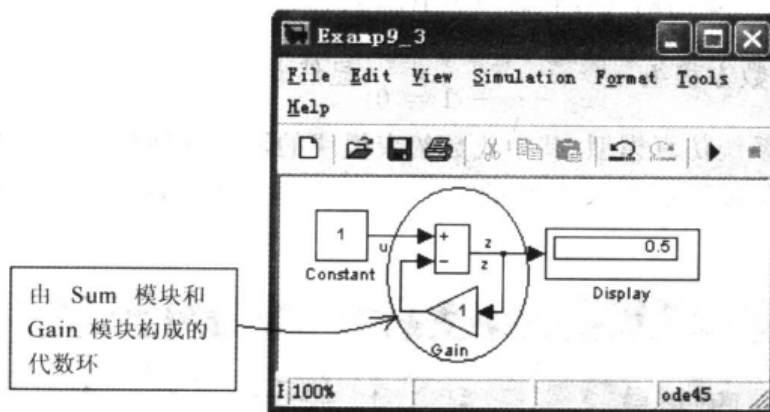 Examp9_3
File Edit View Simulation Format Tools
Help
1
u
Constant
+
−
z
z
0.5
Display
1
Gain
由 Sum 模块和
Gain 模块构成的
代数环
100%
ode45